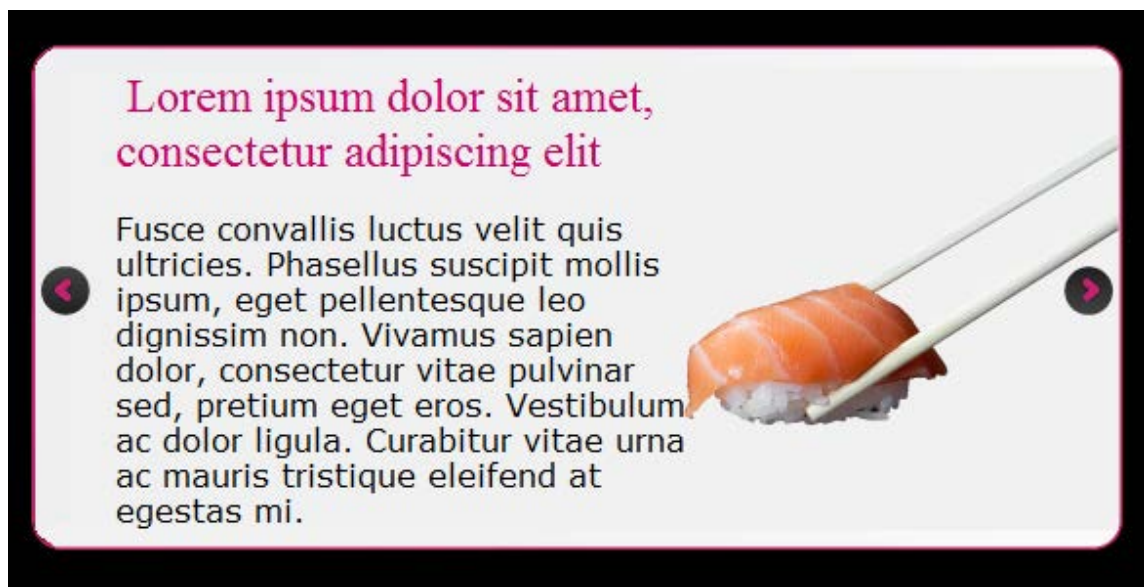 Lorem ipsum dolor sit amet,
consectetur adipiscing elit
Fusce convallis luctus velit quis
ultricies. Phasellus suscipit mollis
ipsum, eget pellentesque leo
dignissim non. Vivamus sapien
dolor, consectetur vitae pulvinar
sed, pretium eget eros. Vestibulum
ac dolor ligula. Curabitur vitae urna
ac mauris tristique eleifend at
egestas mi.